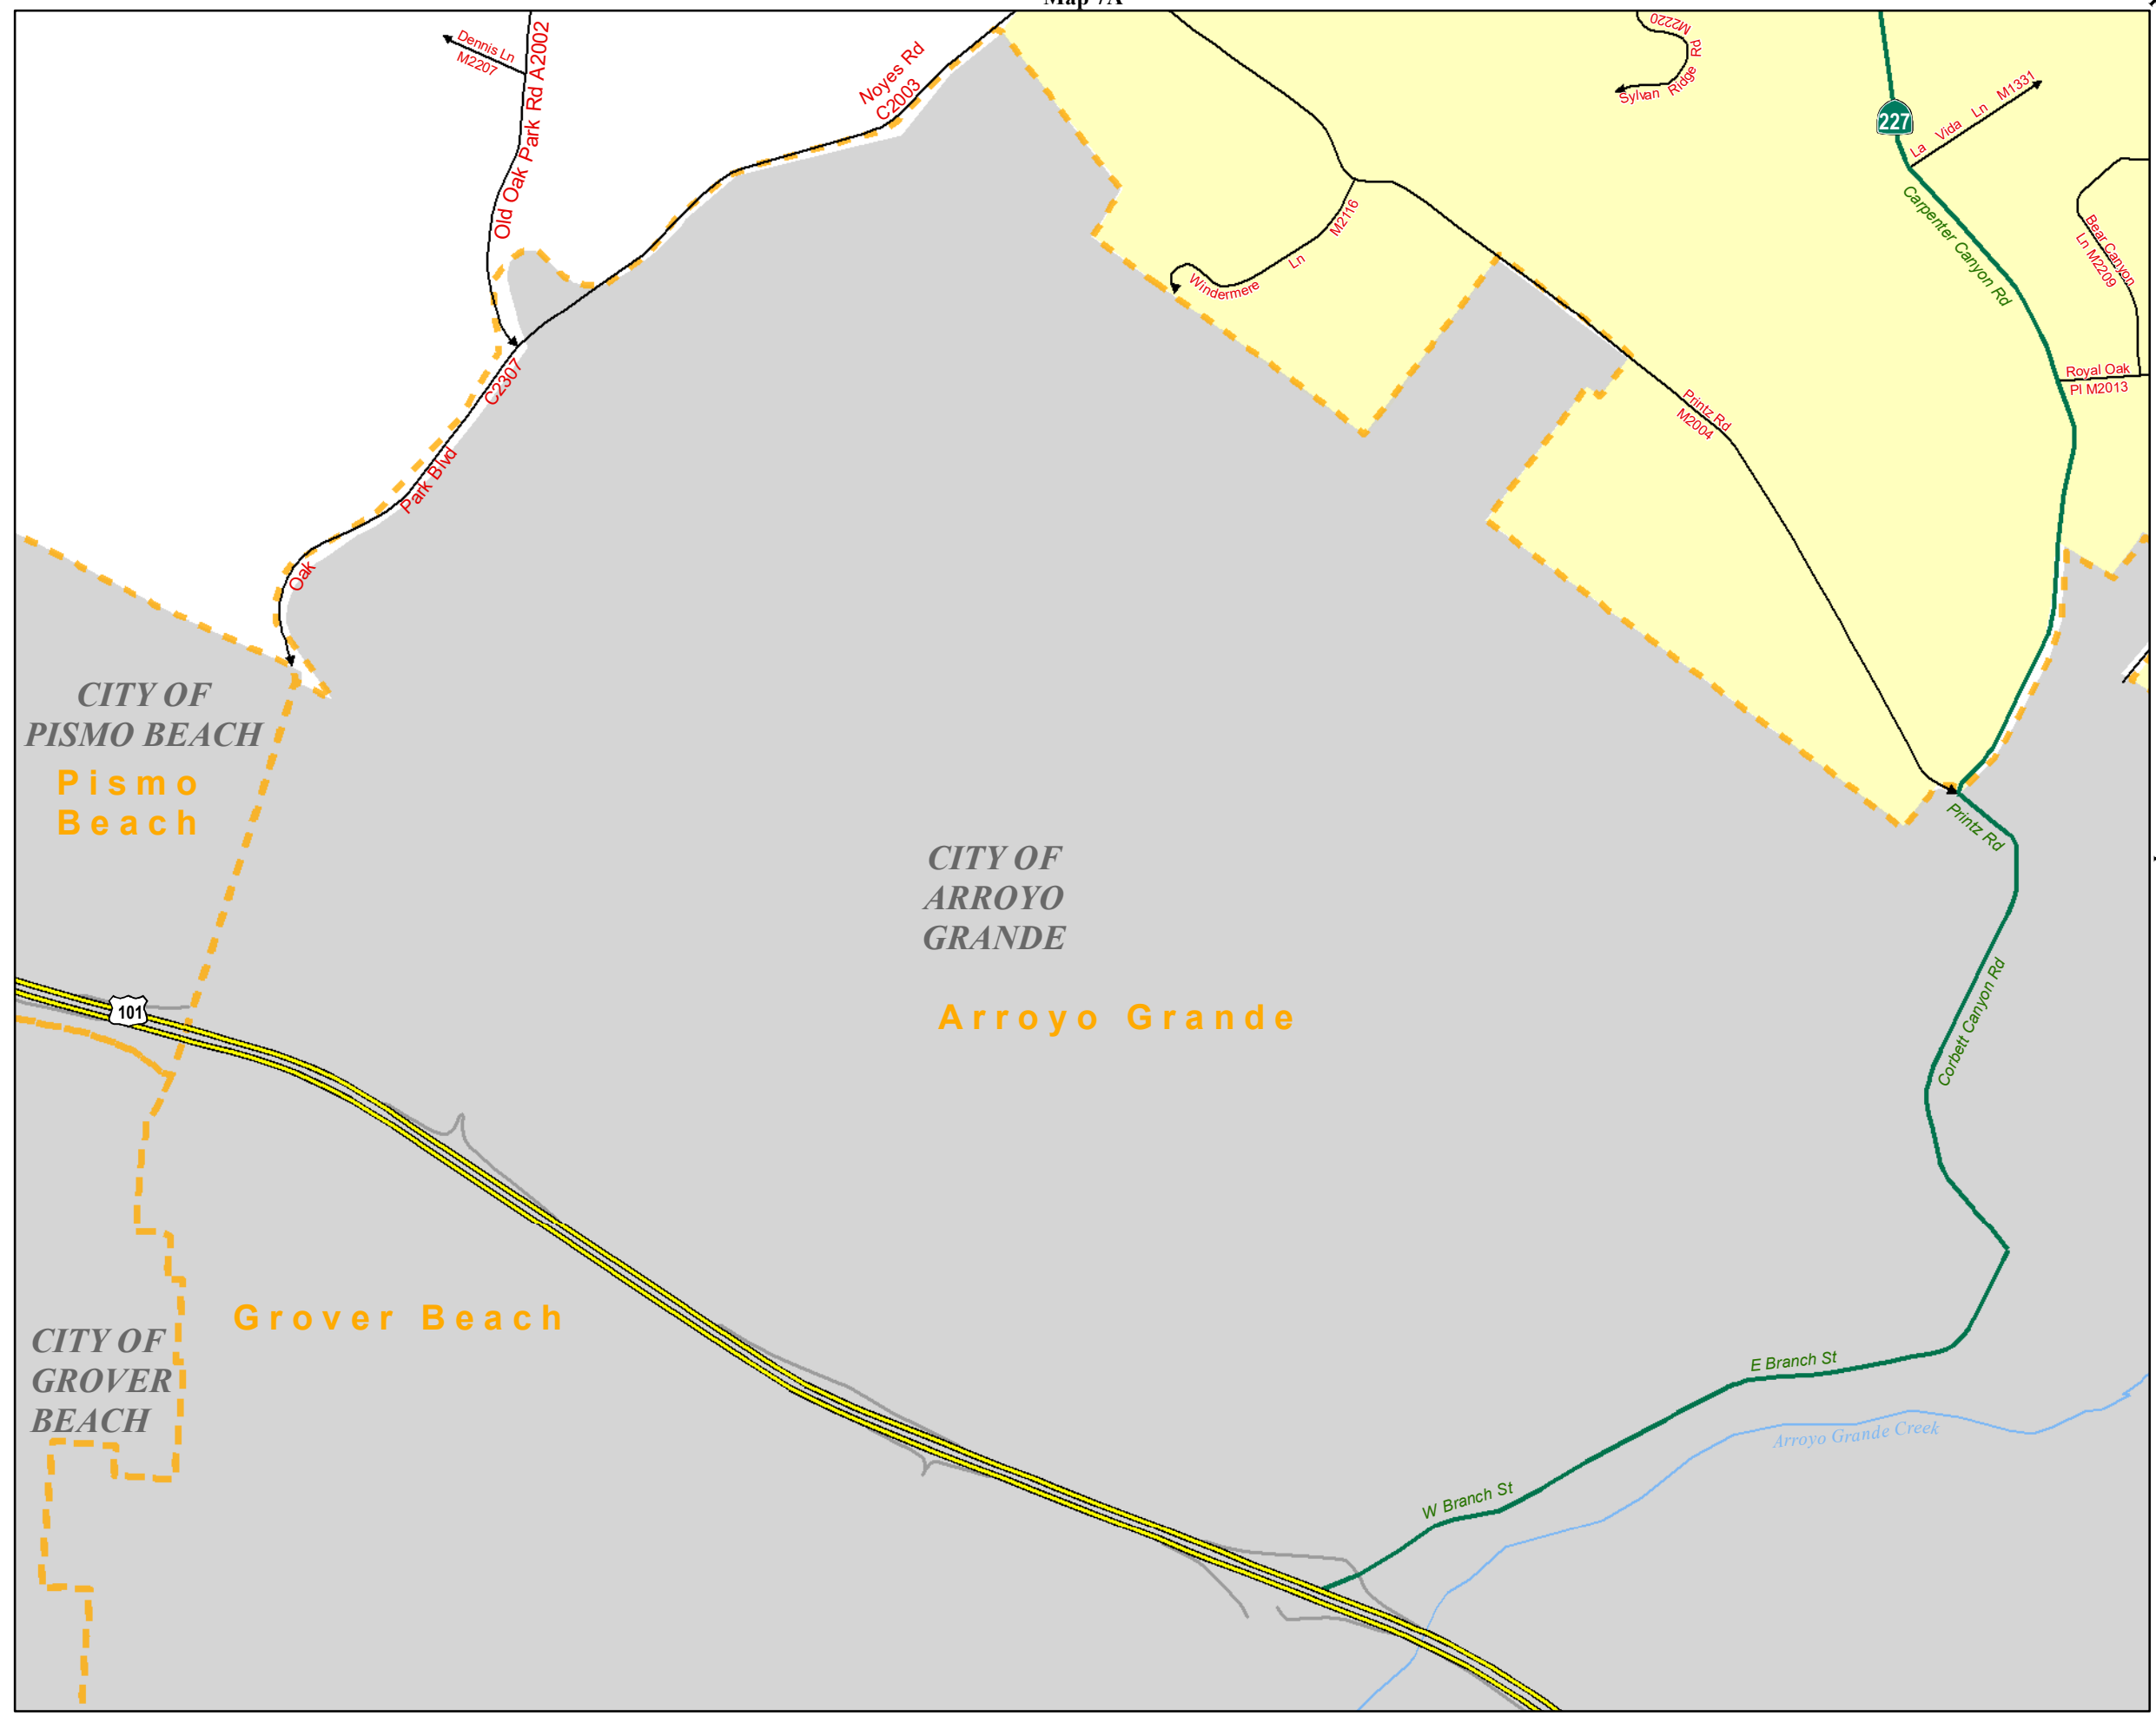 Map 7A
Dennis Ln
M2207
Old Oak Park Rd A2002
Noyes Rd
C2003
M2220
Sylvan Ridge Rd
227
La Vida Ln M1331
Carpenter Canyon Rd
Bear Canyon
Ln M2209
Royal Oak
Pl M2013
M2116
Windermere Ln
Printz Rd
M2004
C2307
Oak Park Blvd
CITY OF
PISMO BEACH
Pismo
Beach
Printz Rd
CITY OF
ARROYO
GRANDE
Arroyo Grande
101
Corbett Canyon Rd
Grover Beach
CITY OF
GROVER
BEACH
E Branch St
Arroyo Grande Creek
W Branch St